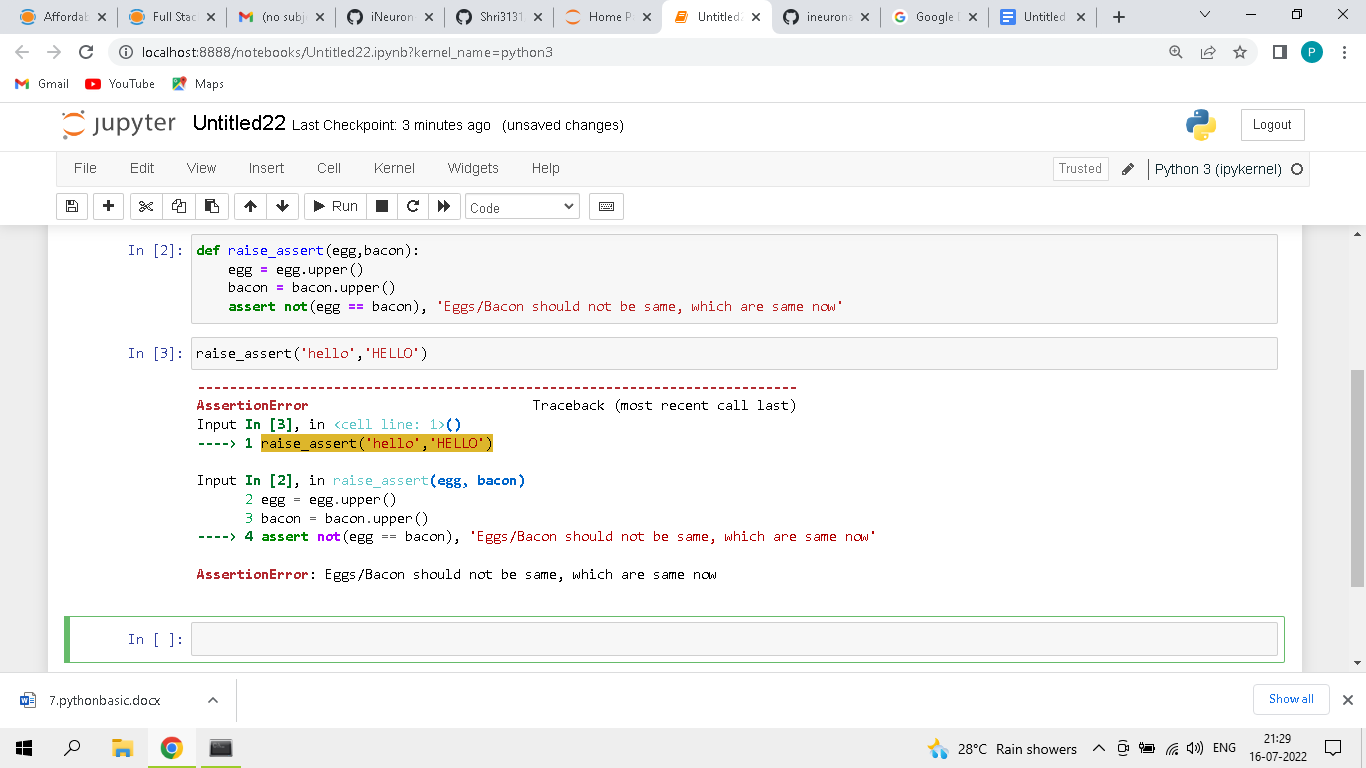 Affordab
Full Stac
(no subj
iNeuron
Abhi3131
Home P
Untitled2
ineurona
Google L
Untitled
localhost:8888/notebooks/Untitled22.ipynb?kernel_name=python3
P
Gmail
YouTube
Maps
jupyter Untitled22 Last Checkpoint: 3 minutes ago (unsaved changes)
Logout
File Edit View Insert Cell Kernel Widgets Help
Trusted
Python 3 (ipykernel)
Run
Code
In [2]: def raise_assert(egg,bacon):
egg = egg.upper()
bacon = bacon.upper()
assert not(egg == bacon), 'Eggs/Bacon should not be same, which are same now'
In [3]: raise_assert('hello','HELLO')
---------------------------------------------------------------------------
AssertionError Traceback (most recent call last)
Input In [3], in <cell line: 1>()
----> 1 raise_assert('hello','HELLO')
Input In [2], in raise_assert(egg, bacon)
2 egg = egg.upper()
3 bacon = bacon.upper()
----> 4 assert not(egg == bacon), 'Eggs/Bacon should not be same, which are same now'
AssertionError: Eggs/Bacon should not be same, which are same now
In [ ]:
7.pythonbasic.docx
Show all
28°C Rain showers
ENG
21:29
16-07-2022